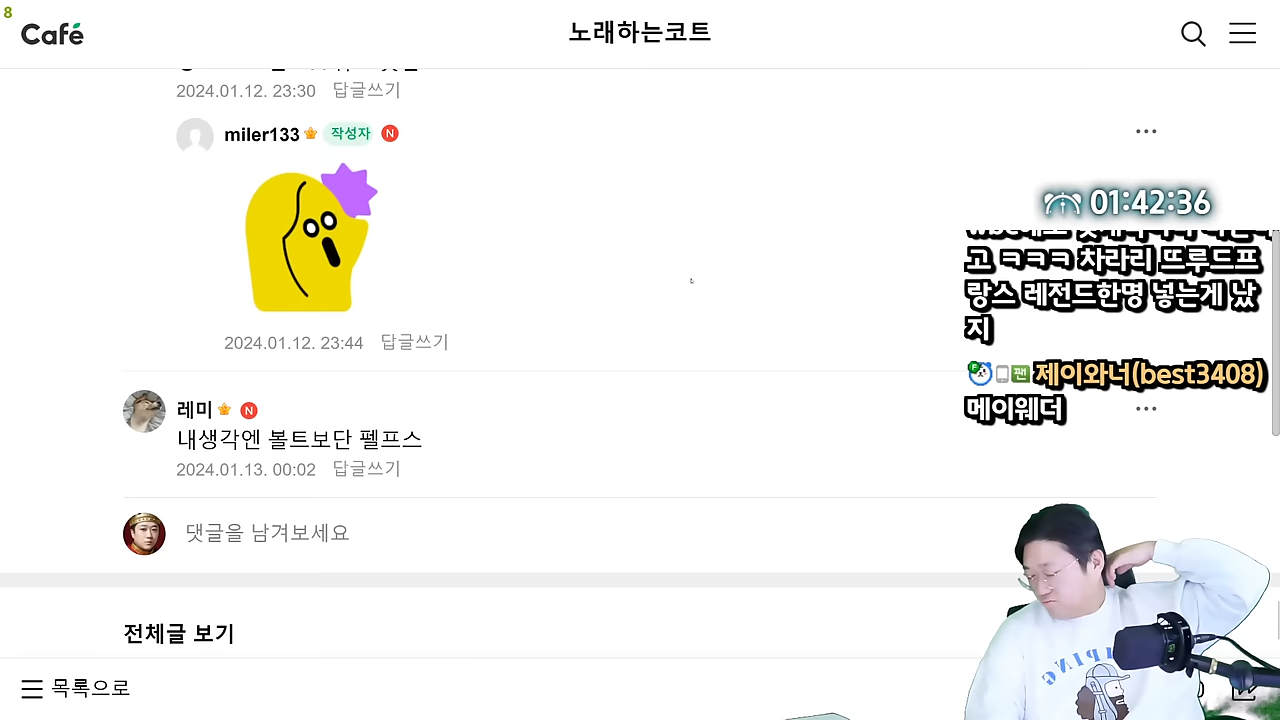 8
Café
노래하는코트
2024.01.12. 23:30 답글쓰기
miler133 작성자 N
01:42:36
고 ㅋㅋㅋ 차라리 뜨루드프
랑스 레전드한명 넣는게 났
지
2024.01.12. 23:44 답글쓰기
F 팬 제이와너(best3408)
메이웨더
레미 N
내생각엔 볼트보단 펠프스
2024.01.13. 00:02 답글쓰기
댓글을 남겨보세요
전체글 보기
목록으로